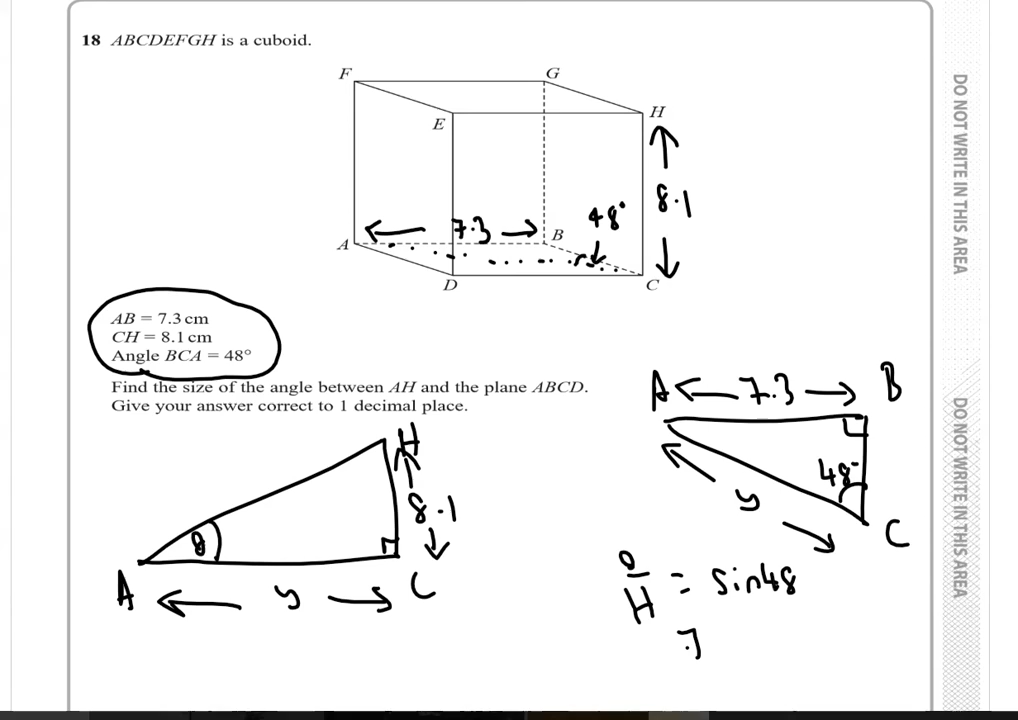 18 ABCDEFGH is a cuboid.
F
G
E
H
8.1
48°
7.3
A
B
D
C
AB = 7.3 cm
CH = 8.1 cm
Angle BCA = 48°
Find the size of the angle between AH and the plane ABCD.
Give your answer correct to 1 decimal place.
A 7.3 B
48°
y
C
H
8.1
θ
A y C
O/H = sin48
7
DO NOT WRITE IN THIS AREA
DO NOT WRITE IN THIS AREA